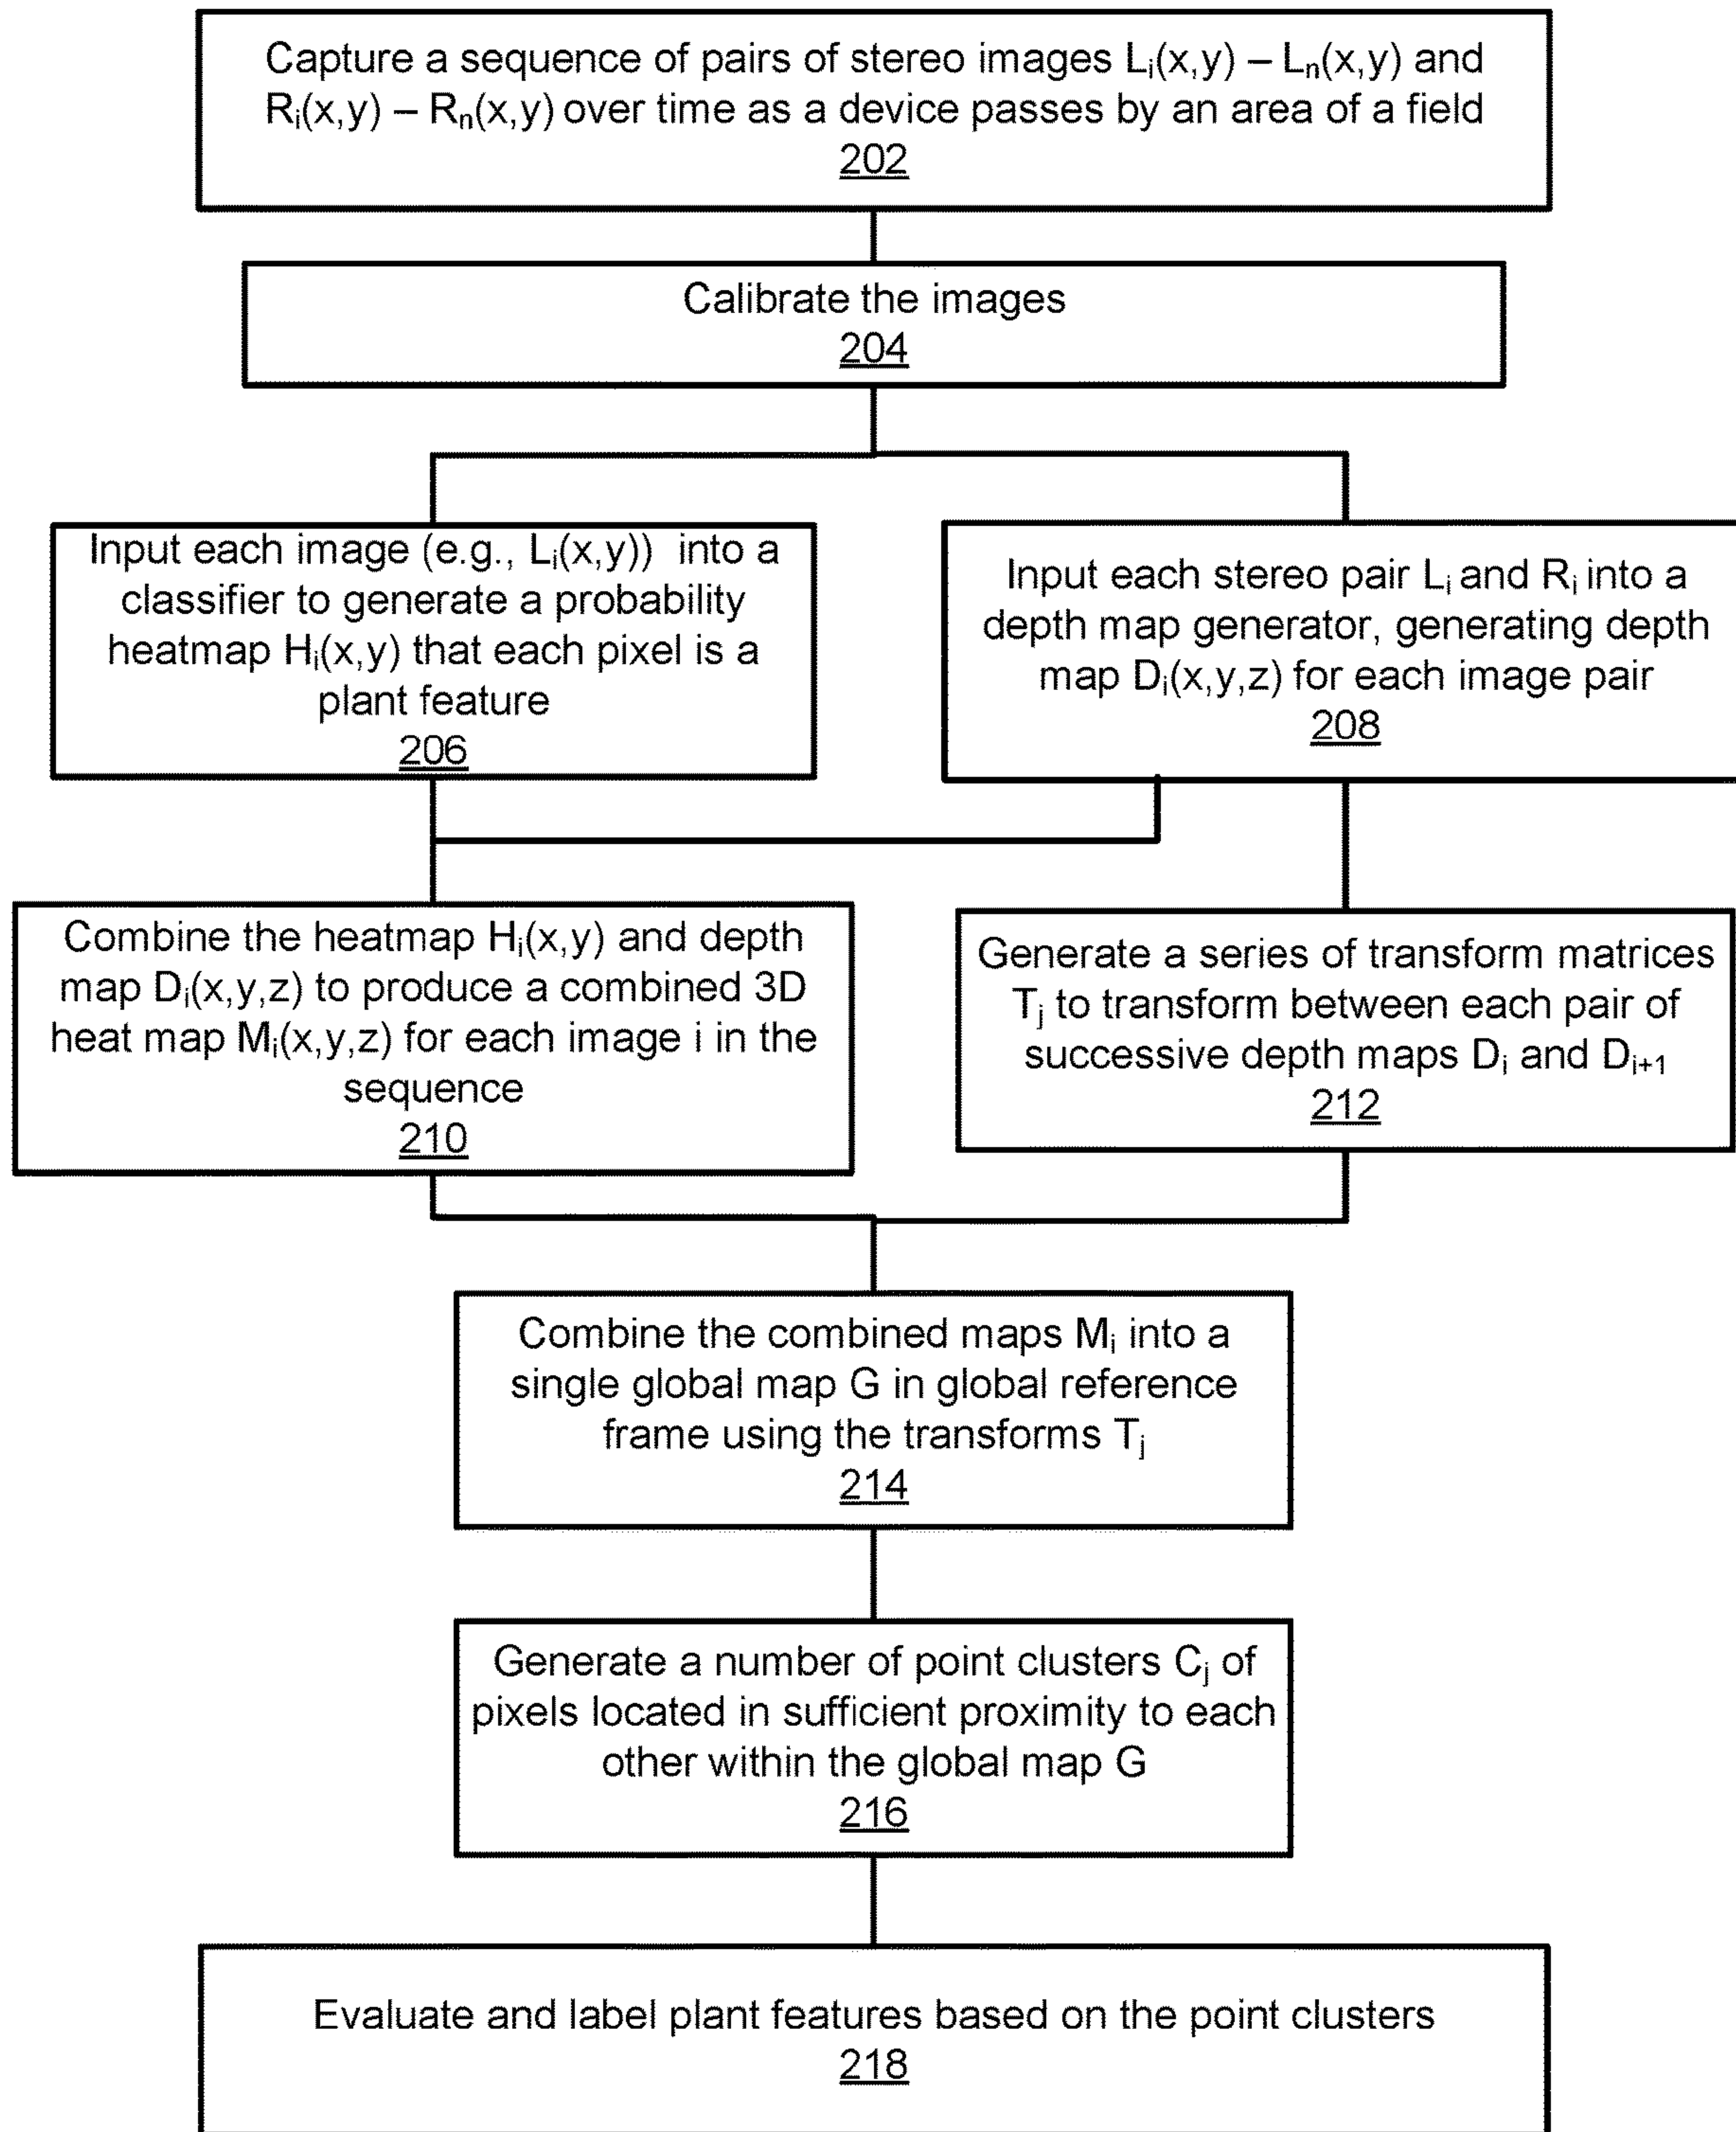 Capture a sequence of pairs of stereo images Lᵢ(x,y) – Lₙ(x,y) and
Rᵢ(x,y) – Rₙ(x,y) over time as a device passes by an area of a field
202
Calibrate the images
204
Input each image (e.g., Lᵢ(x,y)) into a
classifier to generate a probability
heatmap Hᵢ(x,y) that each pixel is a
plant feature
206
Input each stereo pair Lᵢ and Rᵢ into a
depth map generator, generating depth
map Dᵢ(x,y,z) for each image pair
208
Combine the heatmap Hᵢ(x,y) and depth
map Dᵢ(x,y,z) to produce a combined 3D
heat map Mᵢ(x,y,z) for each image i in the
sequence
210
Generate a series of transform matrices
Tⱼ to transform between each pair of
successive depth maps Dᵢ and Dᵢ₊₁
212
Combine the combined maps Mᵢ into a
single global map G in global reference
frame using the transforms Tⱼ
214
Generate a number of point clusters Cⱼ of
pixels located in sufficient proximity to each
other within the global map G
216
Evaluate and label plant features based on the point clusters
218